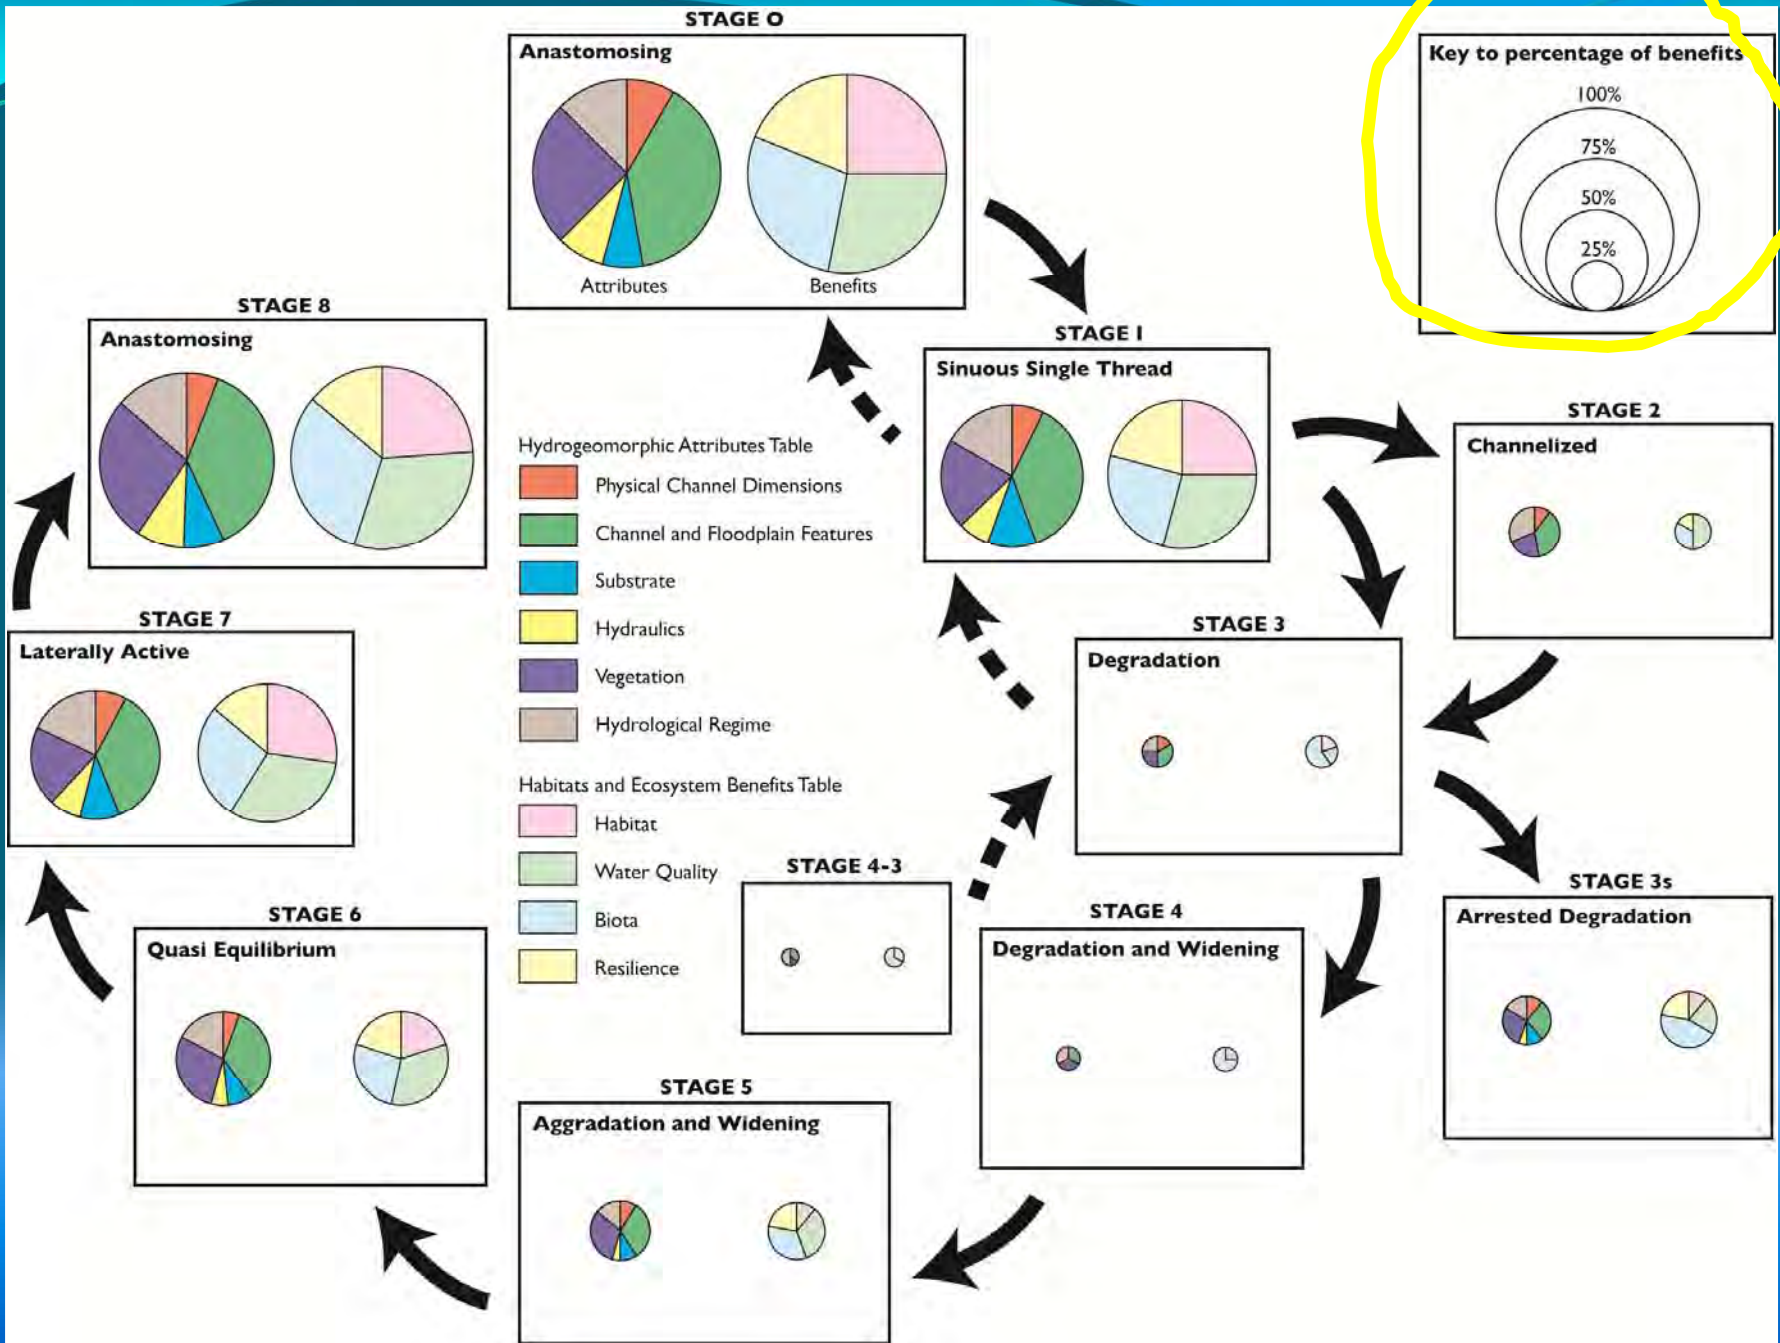 STAGE 0
Anastomosing
Attributes
Benefits
Key to percentage of benefits
100%
75%
50%
25%
STAGE 8
Anastomosing
STAGE 1
Sinuous Single Thread
STAGE 2
Channelized
Hydrogeomorphic Attributes Table
Physical Channel Dimensions
Channel and Floodplain Features
Substrate
Hydraulics
Vegetation
Hydrological Regime
Habitats and Ecosystem Benefits Table
Habitat
Water Quality
Biota
Resilience
STAGE 7
Laterally Active
STAGE 3
Degradation
STAGE 4-3
STAGE 6
Quasi Equilibrium
STAGE 4
Degradation and Widening
STAGE 3s
Arrested Degradation
STAGE 5
Aggradation and Widening